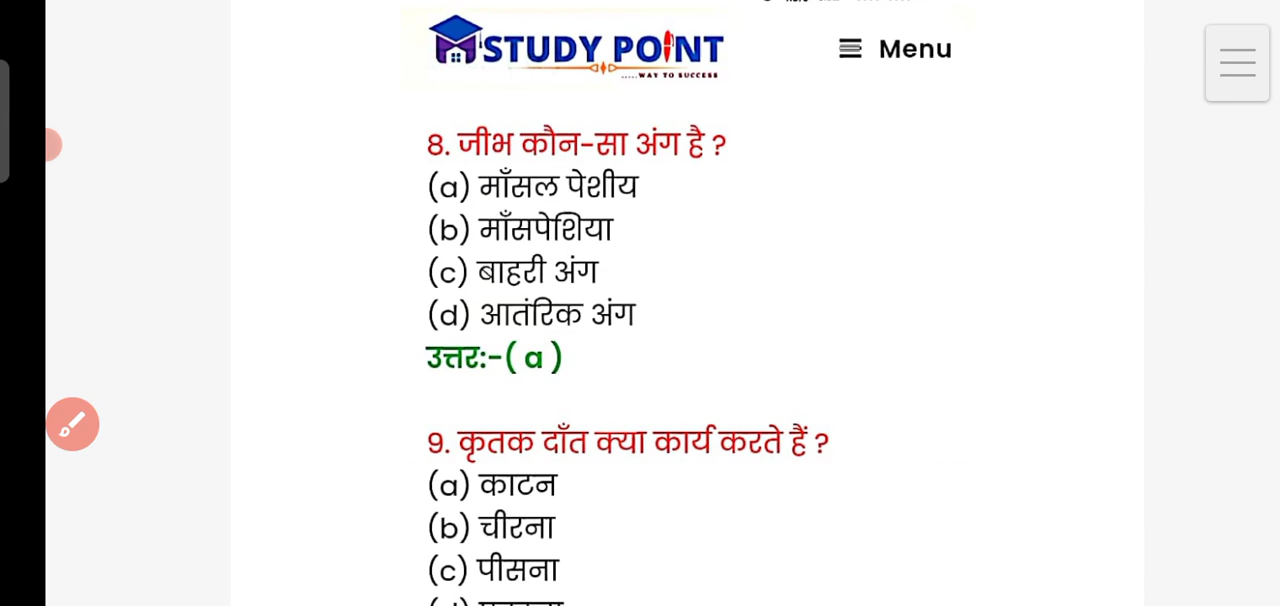 STUDY POINT
.....WAY TO SUCCESS
Menu
8. जीभ कौन-सा अंग है ?
(a) माँसल पेशीय
(b) माँसपेशिया
(c) बाहरी अंग
(d) आतंरिक अंग
उत्तर:-( a )
9. कृतक दाँत क्या कार्य करते हैं ?
(a) काटन
(b) चीरना
(c) पीसना